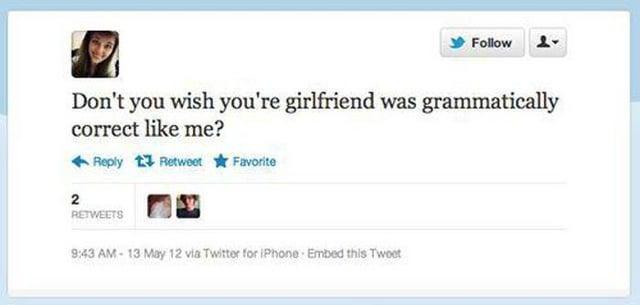 Follow
Don't you wish you're girlfriend was grammatically
correct like me?
Reply Retweet Favorite
2
RETWEETS
9:43 AM - 13 May 12 via Twitter for iPhone · Embed this Tweet